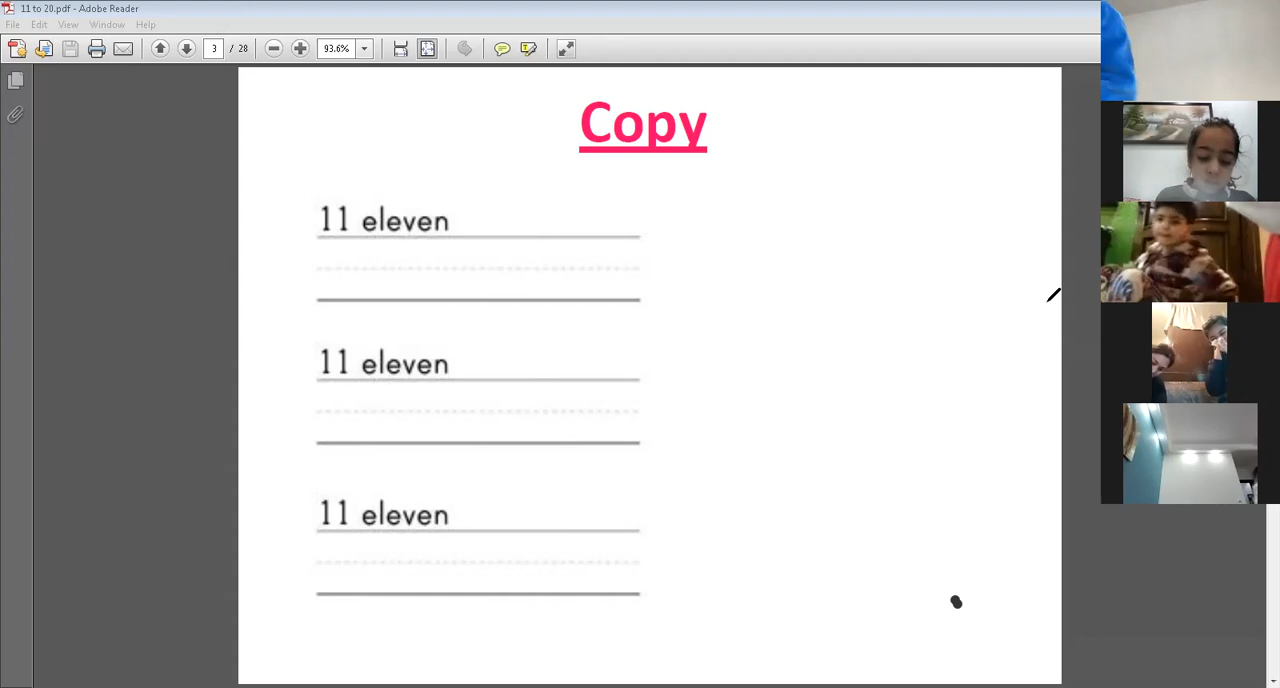 11 to 20.pdf - Adobe Reader
File Edit View Window Help
3 / 28 93.6%
Copy
11 eleven
11 eleven
11 eleven